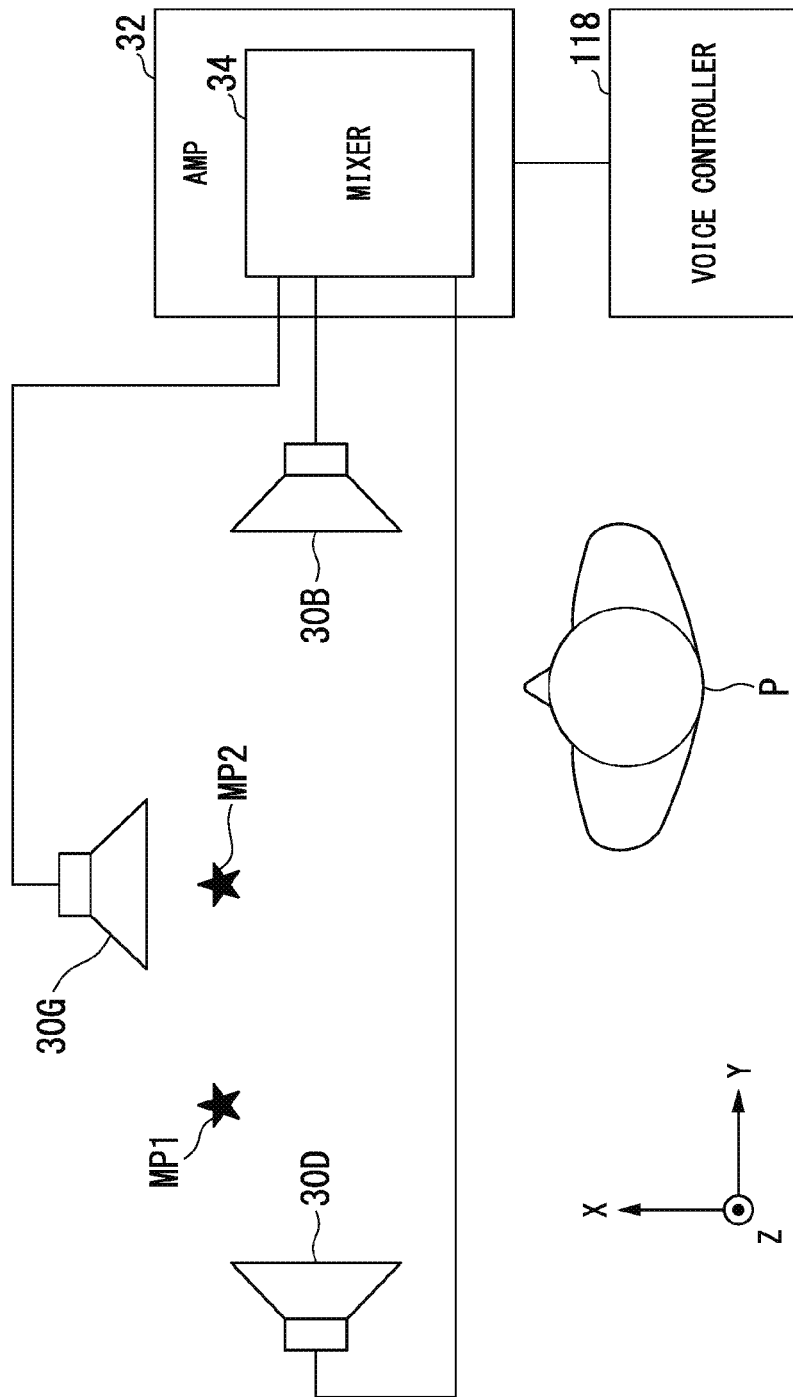 32
AMP
34
MIXER
118
VOICE CONTROLLER
30G
MP2
30B
MP1
30D
P
X
Y
Z